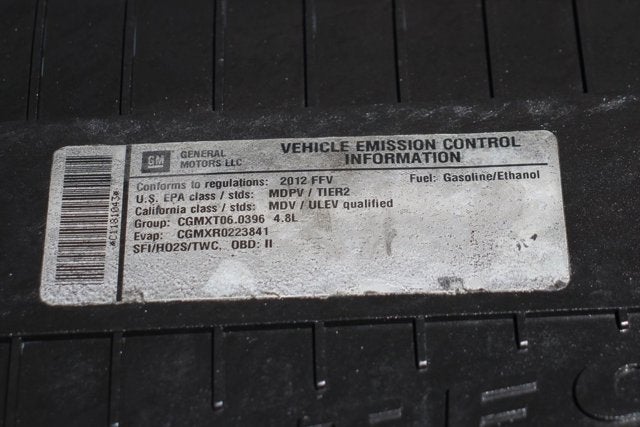 GM GENERAL MOTORS LLC
VEHICLE EMISSION CONTROL
INFORMATION
Conforms to regulations: 2012 FFV Fuel: Gasoline/Ethanol
U.S. EPA class / stds: MDPV / TIER2
California class / stds: MDV / ULEV qualified
Group: CGMXT06.0396 4.8L
Evap: CGMXR0223841
SFI/HO2S/TWC, OBD: II
*C1181043*